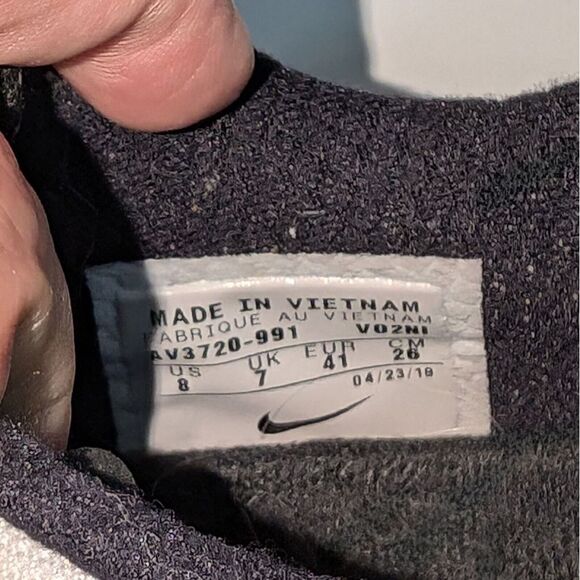 MADE IN VIETNAM
FABRIQUE AU VIETNAM
AV3720-991 VO2NI
US UK EUR CM
8 7 41 26
04/23/18